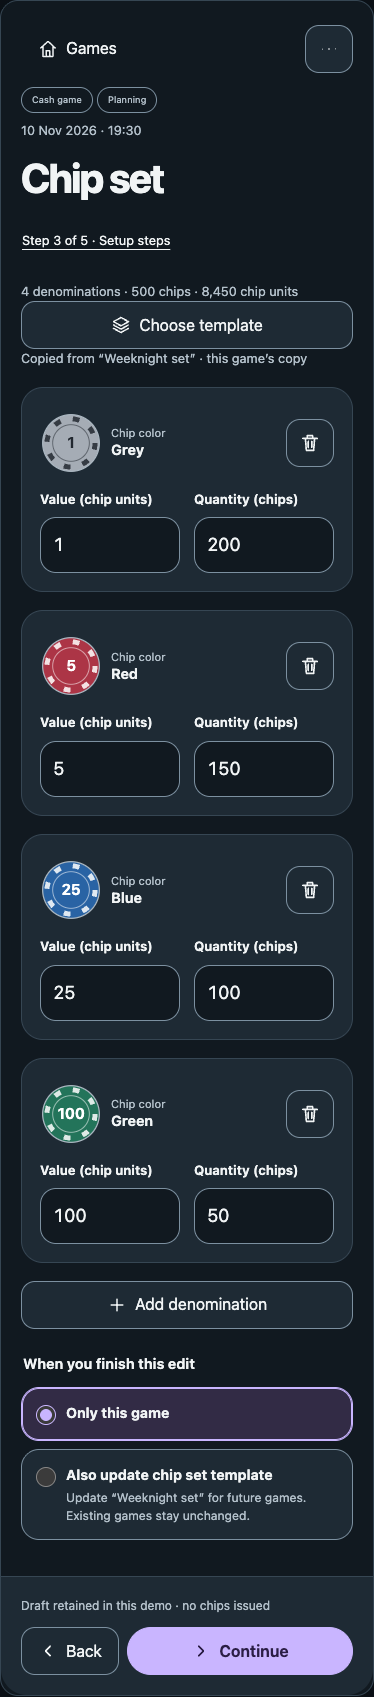 Games
Cash game
Planning
10 Nov 2026 · 19:30
Chip set
Step 3 of 5 · Setup steps
4 denominations · 500 chips · 8,450 chip units
Choose template
Copied from “Weeknight set” · this game’s copy
1
Chip color
Grey
Value (chip units)
Quantity (chips)
1
200
5
Chip color
Red
Value (chip units)
Quantity (chips)
5
150
25
Chip color
Blue
Value (chip units)
Quantity (chips)
25
100
100
Chip color
Green
Value (chip units)
Quantity (chips)
100
50
Add denomination
When you finish this edit
Only this game
Also update chip set template
Update “Weeknight set” for future games.
Existing games stay unchanged.
Draft retained in this demo · no chips issued
Back
Continue